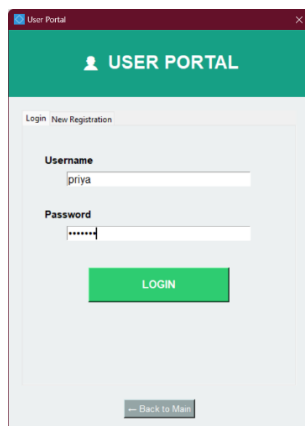 User Portal
USER PORTAL
Login New Registration
Username
priya
Password
•••••••
LOGIN
← Back to Main